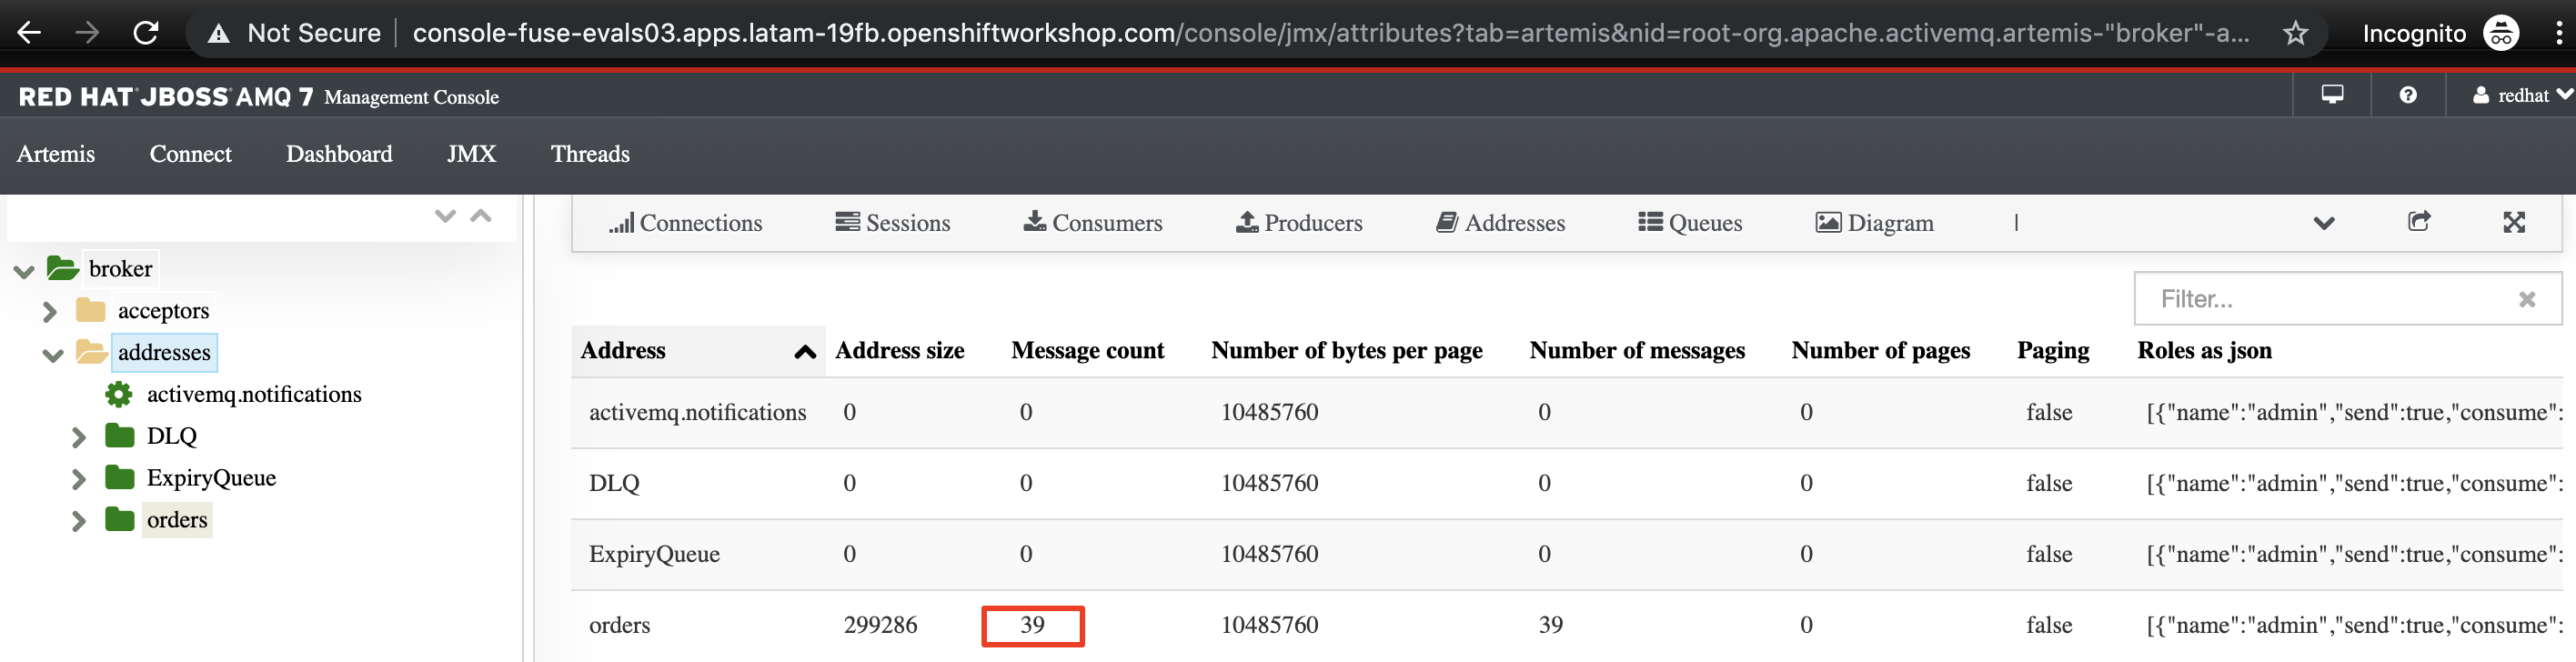 Not Secure console-fuse-evals03.apps.latam-19fb.openshiftworkshop.com/console/jmx/attributes?tab=artemis&nid=root-org.apache.activemq.artemis-"broker"-a... Incognito
RED HAT JBOSS AMQ 7 Management Console redhat
Artemis Connect Dashboard JMX Threads
Connections Sessions Consumers Producers Addresses Queues Diagram |
broker
acceptors
addresses
activemq.notifications
DLQ
ExpiryQueue
orders
Filter...
Address Address size Message count Number of bytes per page Number of messages Number of pages Paging Roles as json
activemq.notifications 0 0 10485760 0 0 false [{"name":"admin","send":true,"consume":
DLQ 0 0 10485760 0 0 false [{"name":"admin","send":true,"consume":
ExpiryQueue 0 0 10485760 0 0 false [{"name":"admin","send":true,"consume":
orders 299286 39 10485760 39 0 false [{"name":"admin","send":true,"consume":